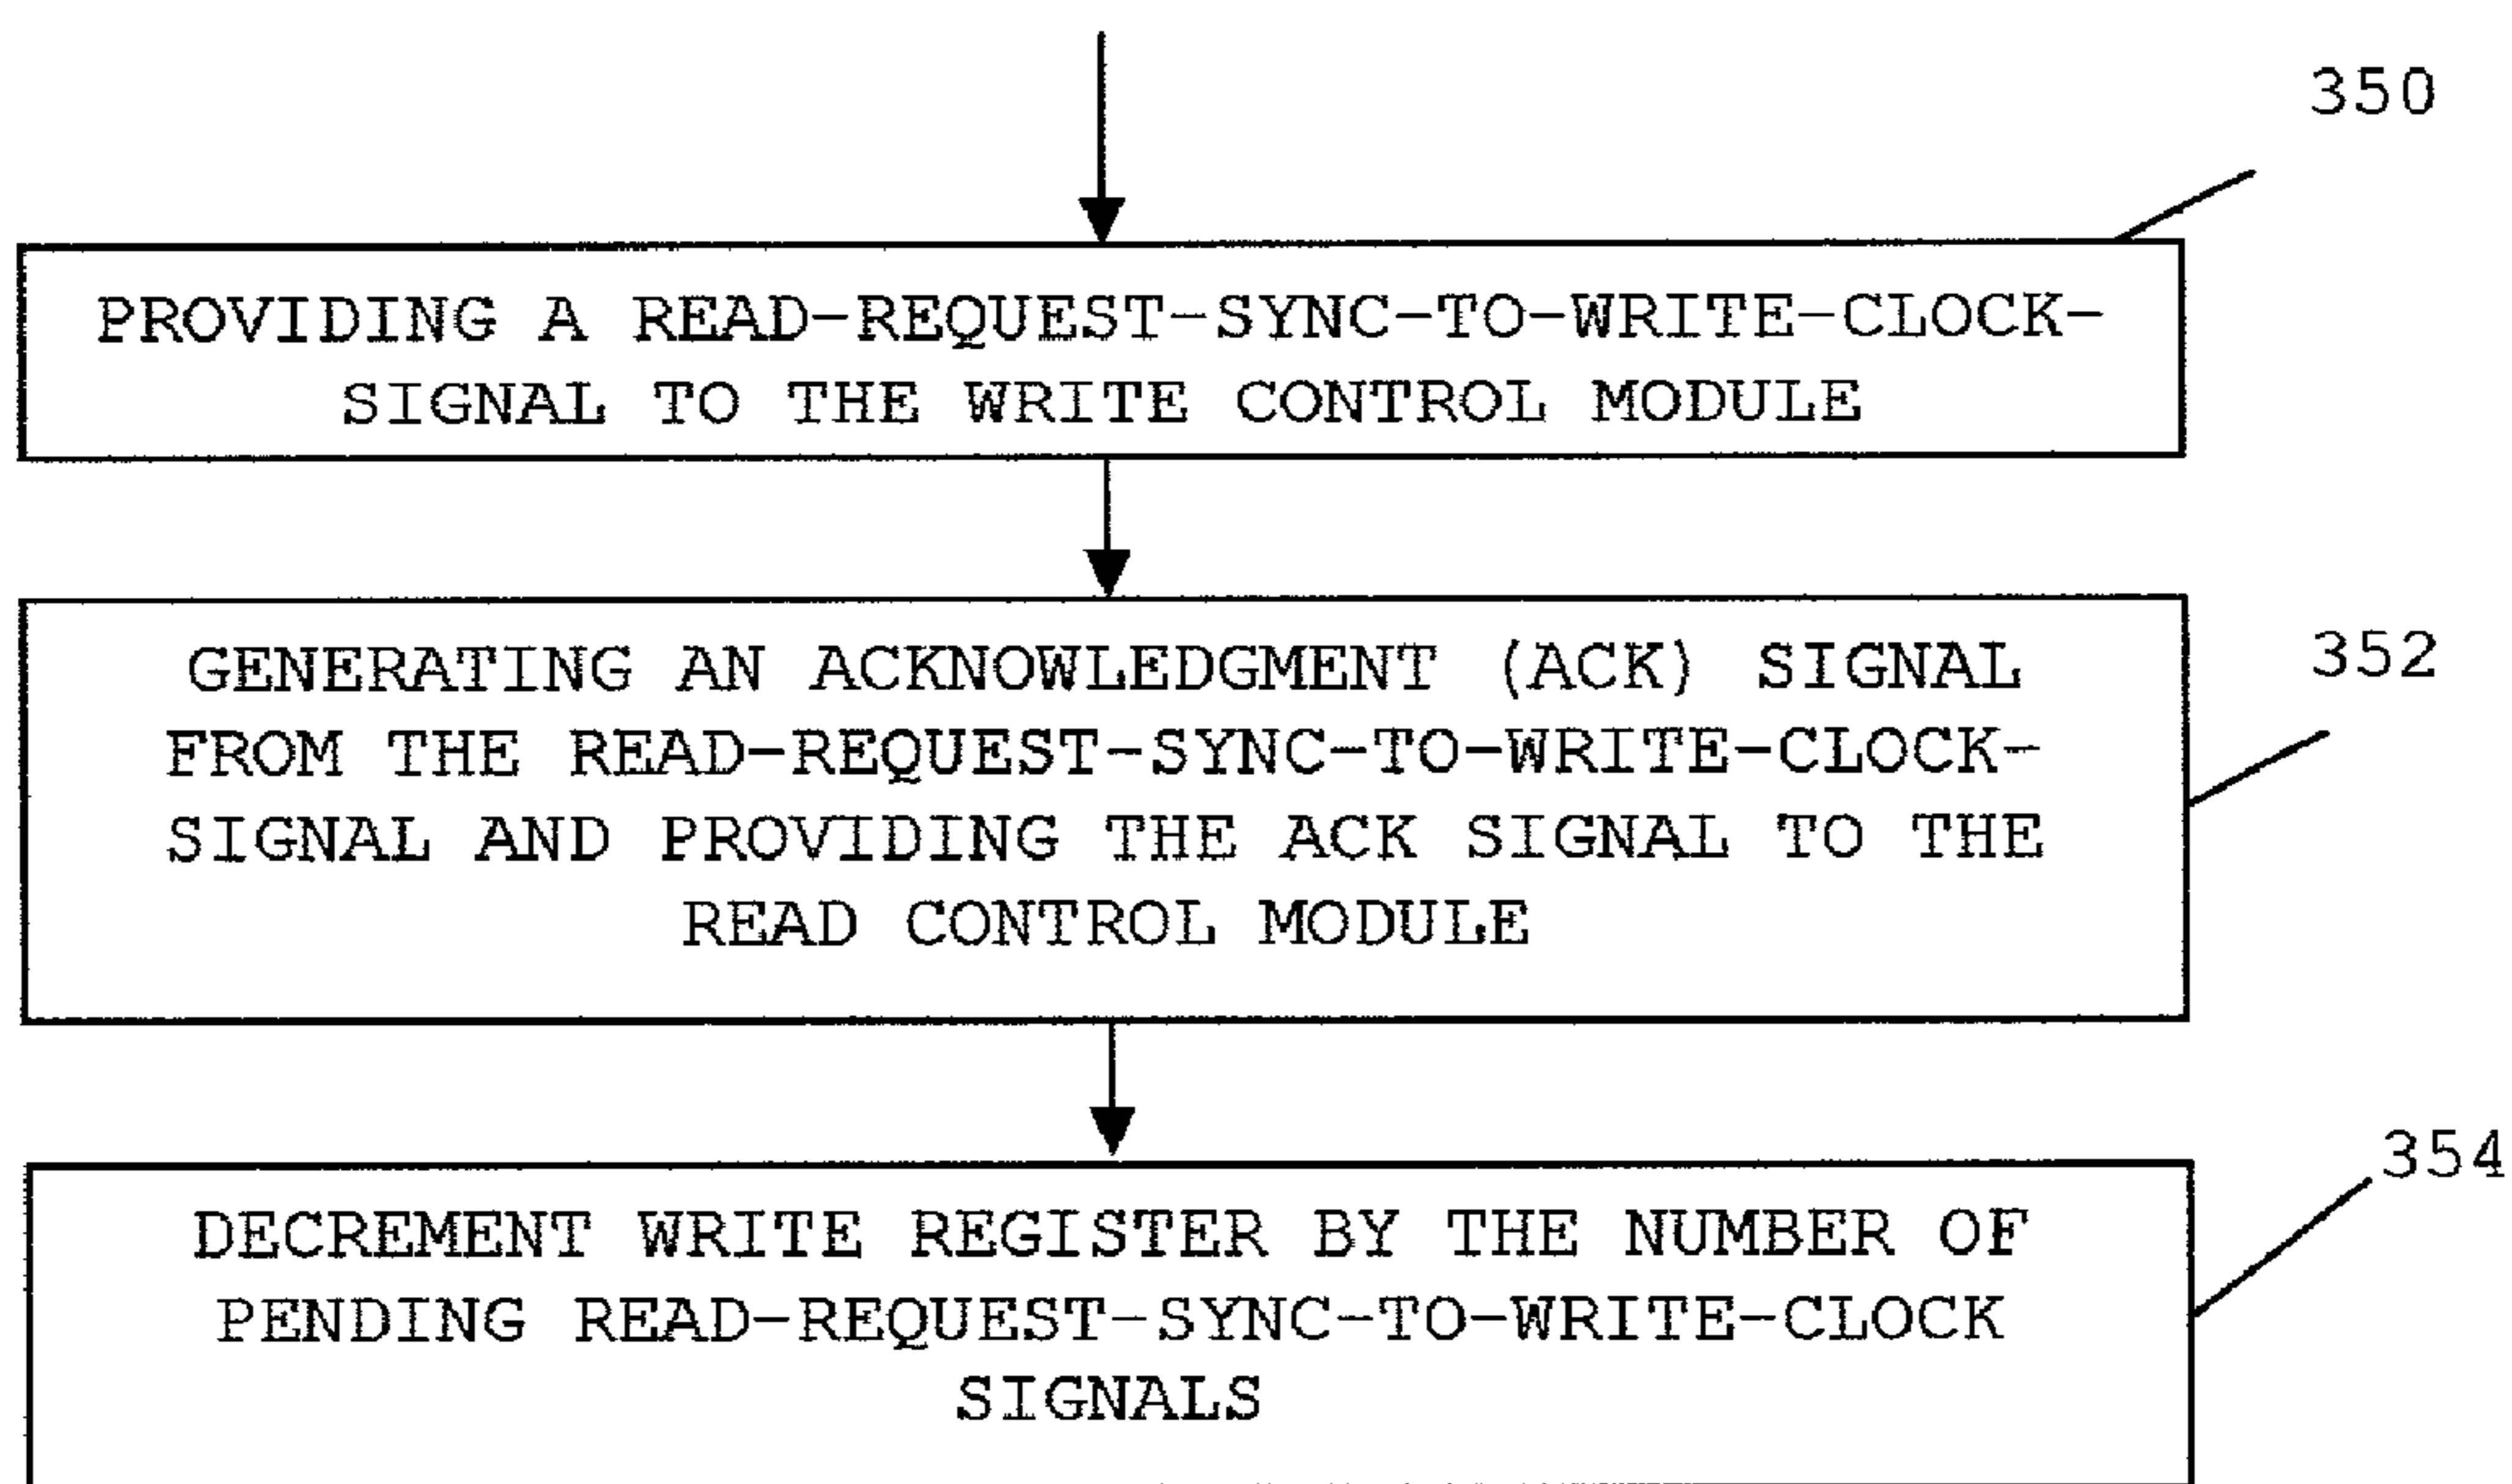 350
PROVIDING A READ-REQUEST-SYNC-TO-WRITE-CLOCK-
SIGNAL TO THE WRITE CONTROL MODULE
GENERATING AN ACKNOWLEDGMENT (ACK) SIGNAL
352
FROM THE READ-REQUEST-SYNC-TO-WRITE-CLOCK-
SIGNAL AND PROVIDING THE ACK SIGNAL TO THE
READ CONTROL MODULE
354
DECREMENT WRITE REGISTER BY THE NUMBER OF
PENDING READ-REQUEST-SYNC-TO-WRITE-CLOCK
SIGNALS